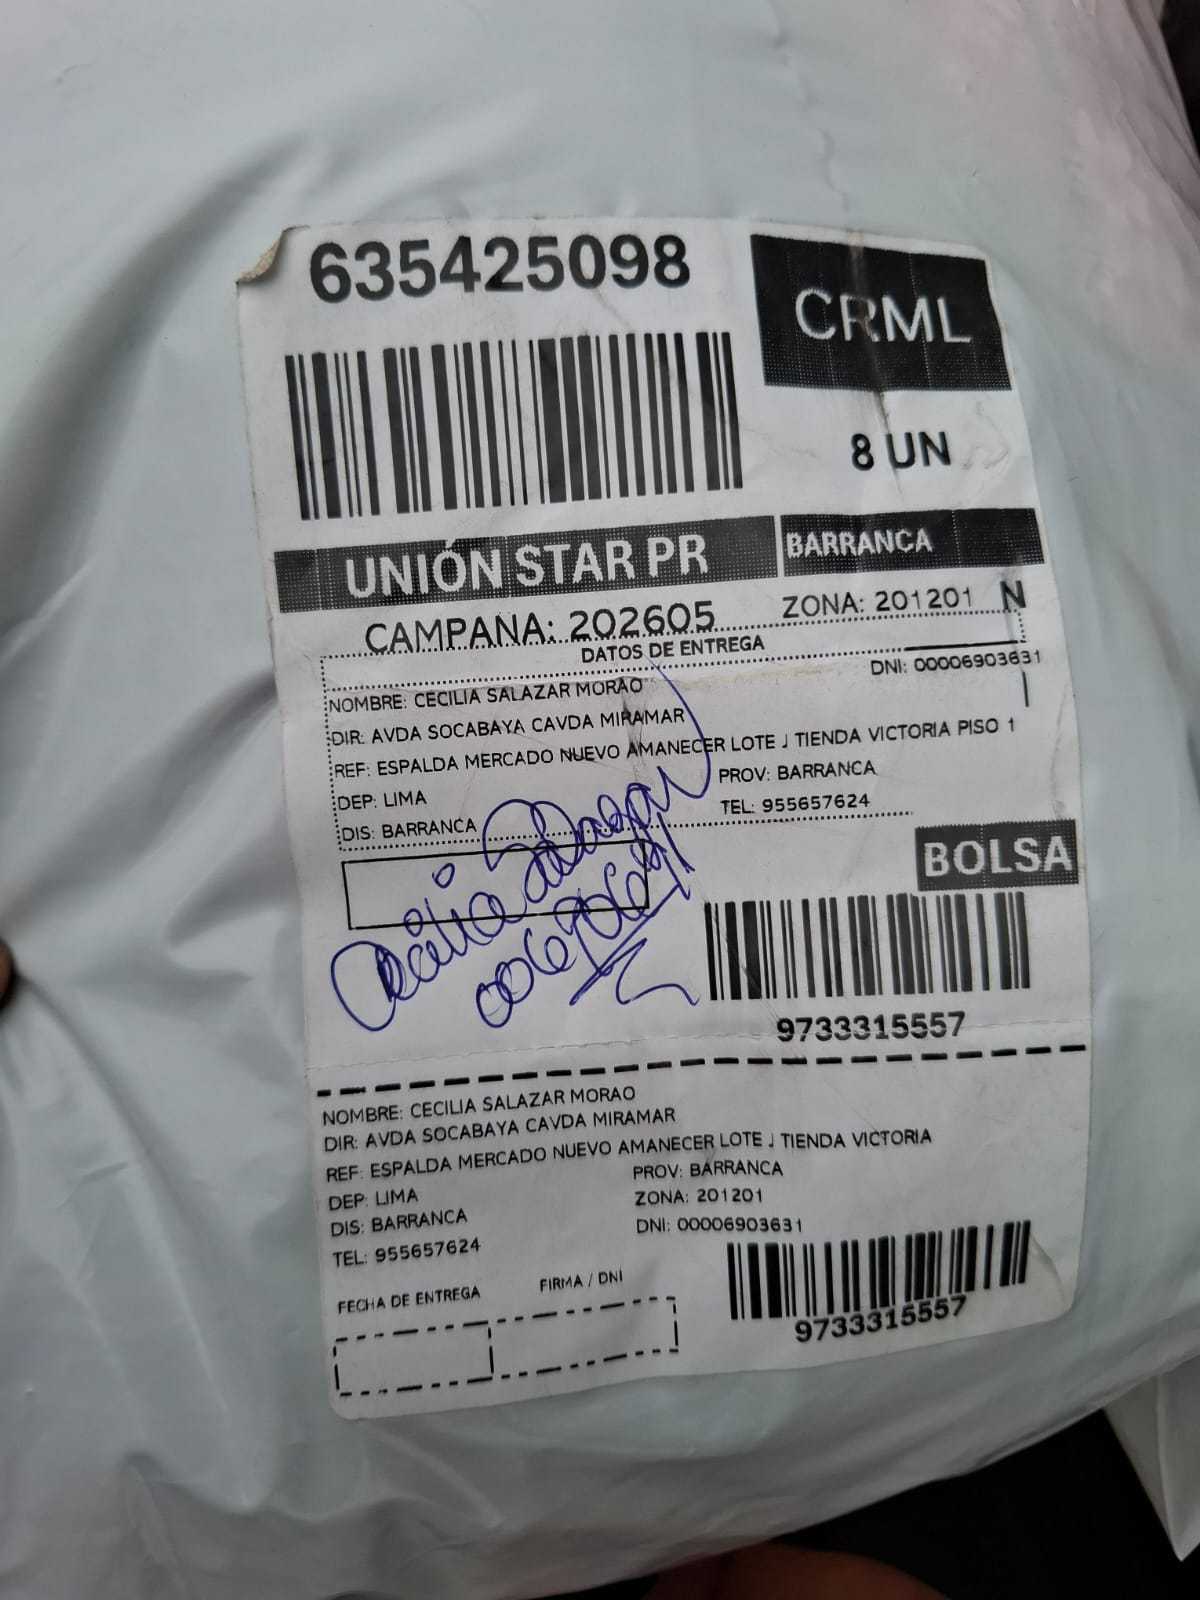 635425098
CRML
8 UN
UNIÓN STAR PR
BARRANCA
CAMPANA: 202605
ZONA: 201201 N
DATOS DE ENTREGA
DNI: 00006903631
NOMBRE: CECILIA SALAZAR MORAO
DIR: AVDA SOCABAYA CAVDA MIRAMAR
REF: ESPALDA MERCADO NUEVO AMANECER LOTE J TIENDA VICTORIA PISO 1
DEP: LIMA
PROV: BARRANCA
DIS: BARRANCA
TEL: 955657624
BOLSA
Cecilia Salazar
06903631
9733315557
NOMBRE: CECILIA SALAZAR MORAO
DIR: AVDA SOCABAYA CAVDA MIRAMAR
REF: ESPALDA MERCADO NUEVO AMANECER LOTE J TIENDA VICTORIA
DEP: LIMA
PROV: BARRANCA
DIS: BARRANCA
ZONA: 201201
TEL: 955657624
DNI: 00006903631
FECHA DE ENTREGA
FIRMA / DNI
9733315557